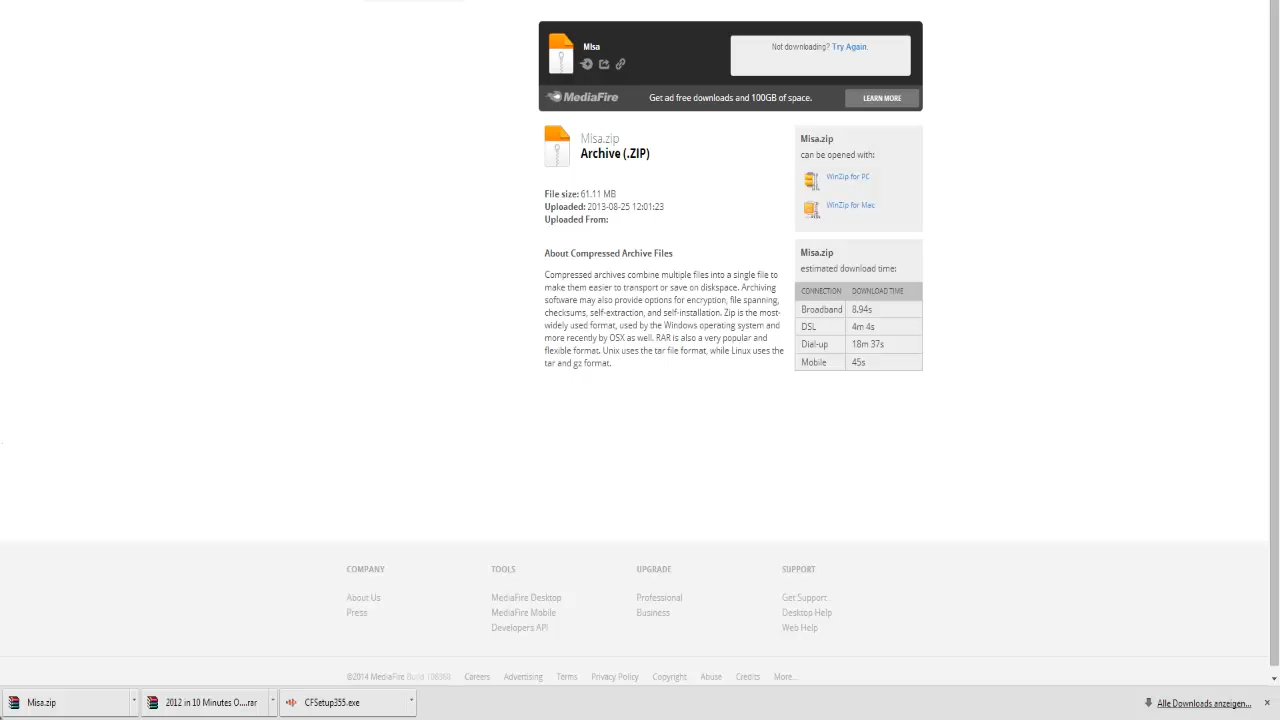 Misa
Not downloading? Try Again.
MediaFire
Get ad free downloads and 100GB of space.
LEARN MORE
Misa.zip
Archive (.ZIP)
File size: 61.11 MB
Uploaded: 2013-08-25 12:01:23
Uploaded From:
About Compressed Archive Files
Compressed archives combine multiple files into a single file to
make them easier to transport or save on diskspace. Archiving
software may also provide options for encryption, file spanning,
checksums, self-extraction, and self-installation. Zip is the most-
widely used format, used by the Windows operating system and
more recently by OSX as well. RAR is also a very popular and
flexible format. Unix uses the tar file format, while Linux uses the
tar and gz format.
Misa.zip
can be opened with:
WinZip for PC
WinZip for Mac
Misa.zip
estimated download time:
CONNECTION DOWNLOAD TIME
Broadband 8.94s
DSL 4m 4s
Dial-up 18m 37s
Mobile 45s
COMPANY
About Us
Press
TOOLS
MediaFire Desktop
MediaFire Mobile
Developers API
UPGRADE
Professional
Business
SUPPORT
Get Support
Desktop Help
Web Help
©2014 MediaFire Build 108368 Careers Advertising Terms Privacy Policy Copyright Abuse Credits More...
Misa.zip
2012 in 10 Minutes O....rar
CFSetup355.exe
Alle Downloads anzeigen...